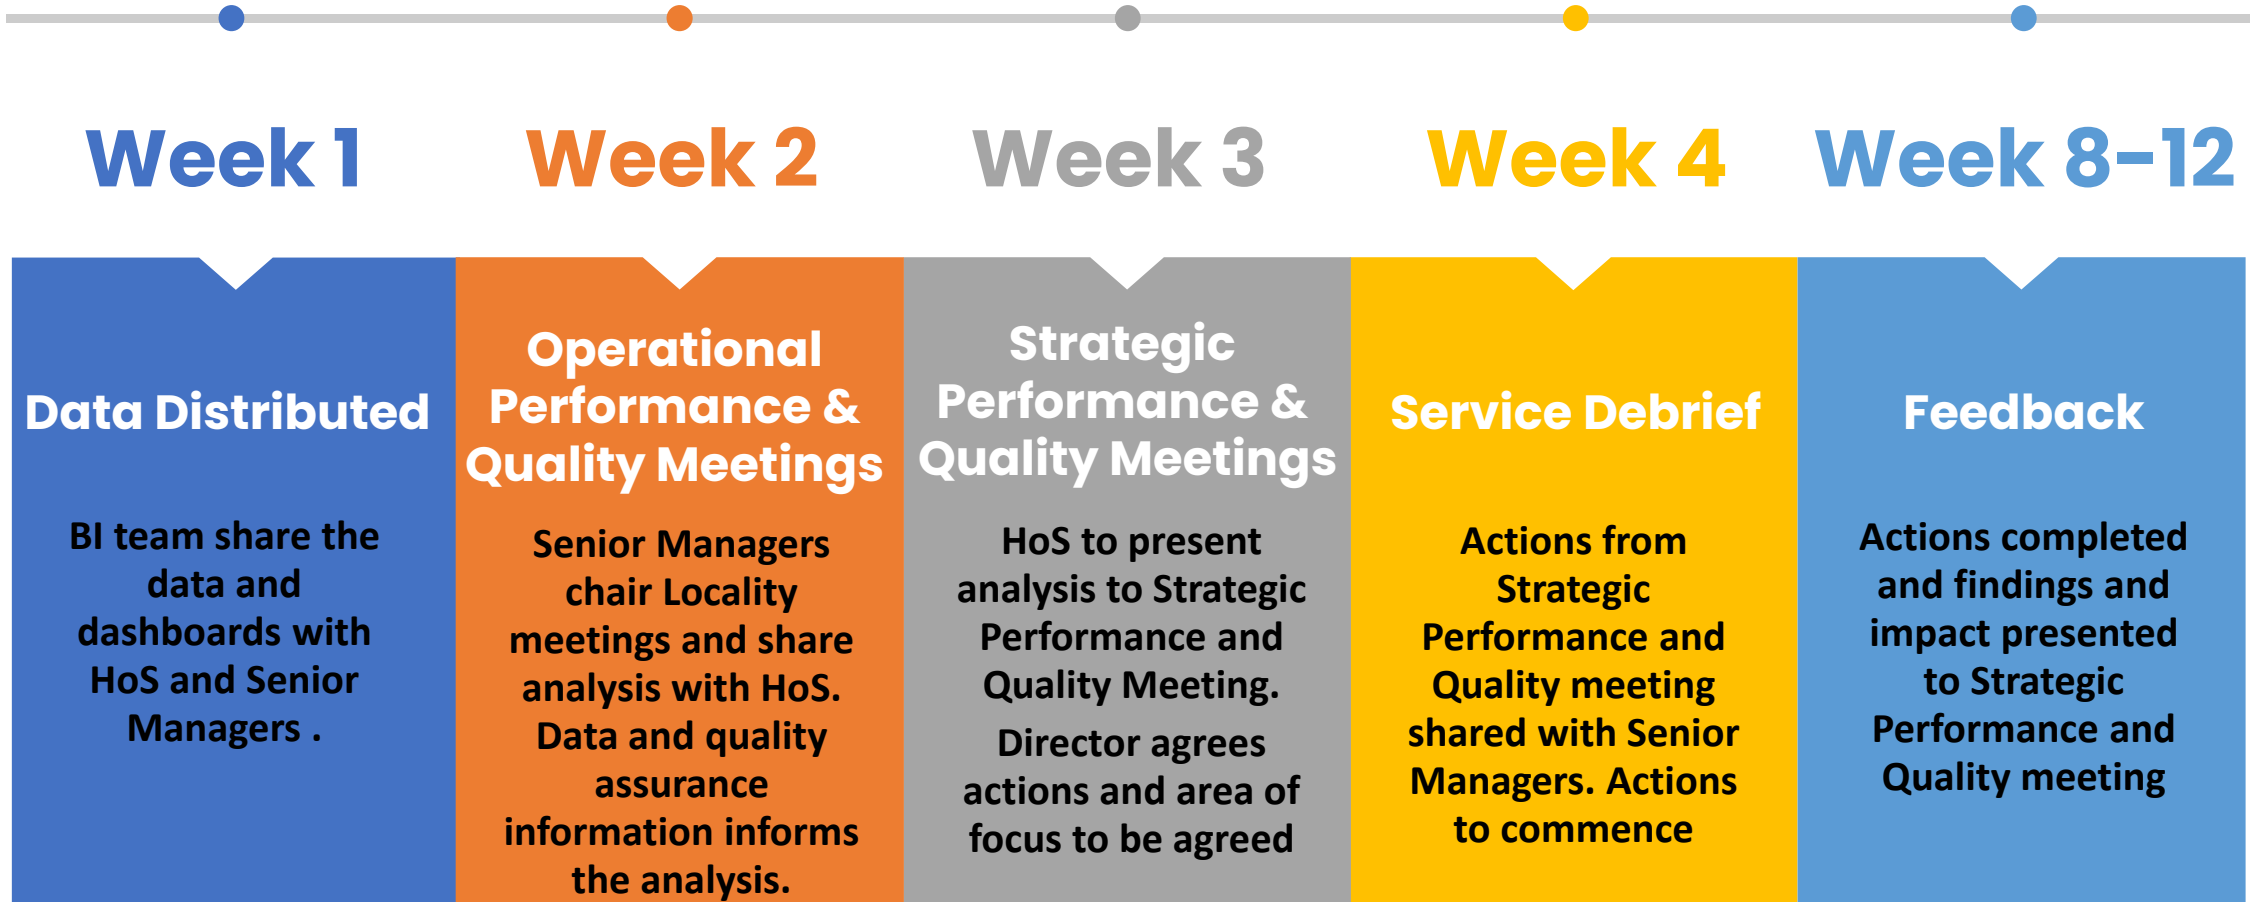 Week 1
Week 2
Week 3
Week 4
Week 8-12
Data Distributed
BI team share the
data and
dashboards with
HoS and Senior
Managers .
Operational
Performance &
Quality Meetings
Senior Managers
chair Locality
meetings and share
analysis with HoS.
Data and quality
assurance
information informs
the analysis.
Strategic
Performance &
Quality Meetings
HoS to present
analysis to Strategic
Performance and
Quality Meeting.
Director agrees
actions and area of
focus to be agreed
Service Debrief
Actions from
Strategic
Performance and
Quality meeting
shared with Senior
Managers. Actions
to commence
Feedback
Actions completed
and findings and
impact presented
to Strategic
Performance and
Quality meeting